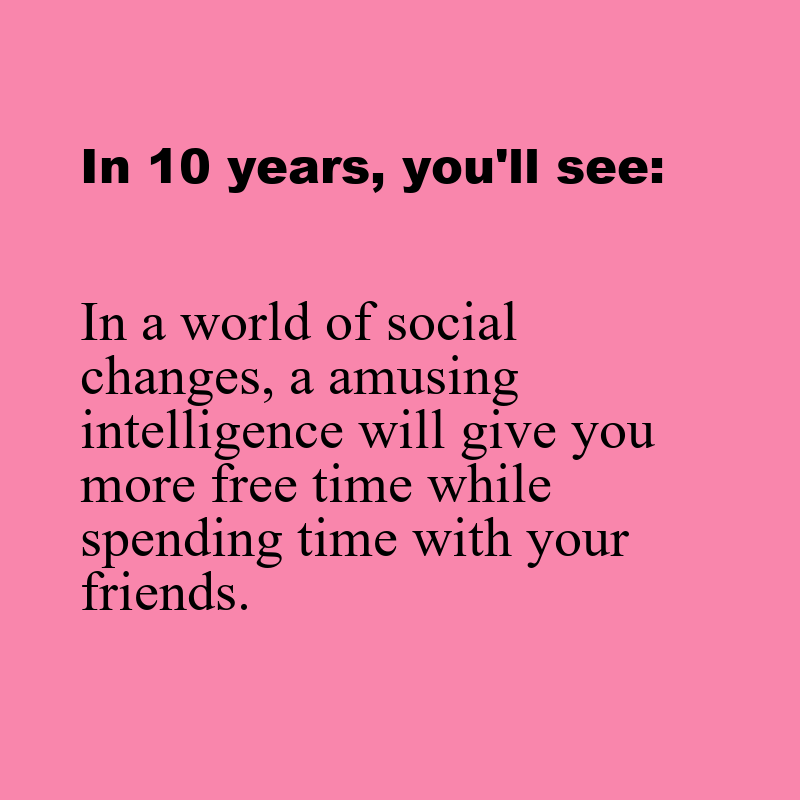 In 10 years, you'll see:
In a world of social
changes, a amusing
intelligence will give you
more free time while
spending time with your
friends.